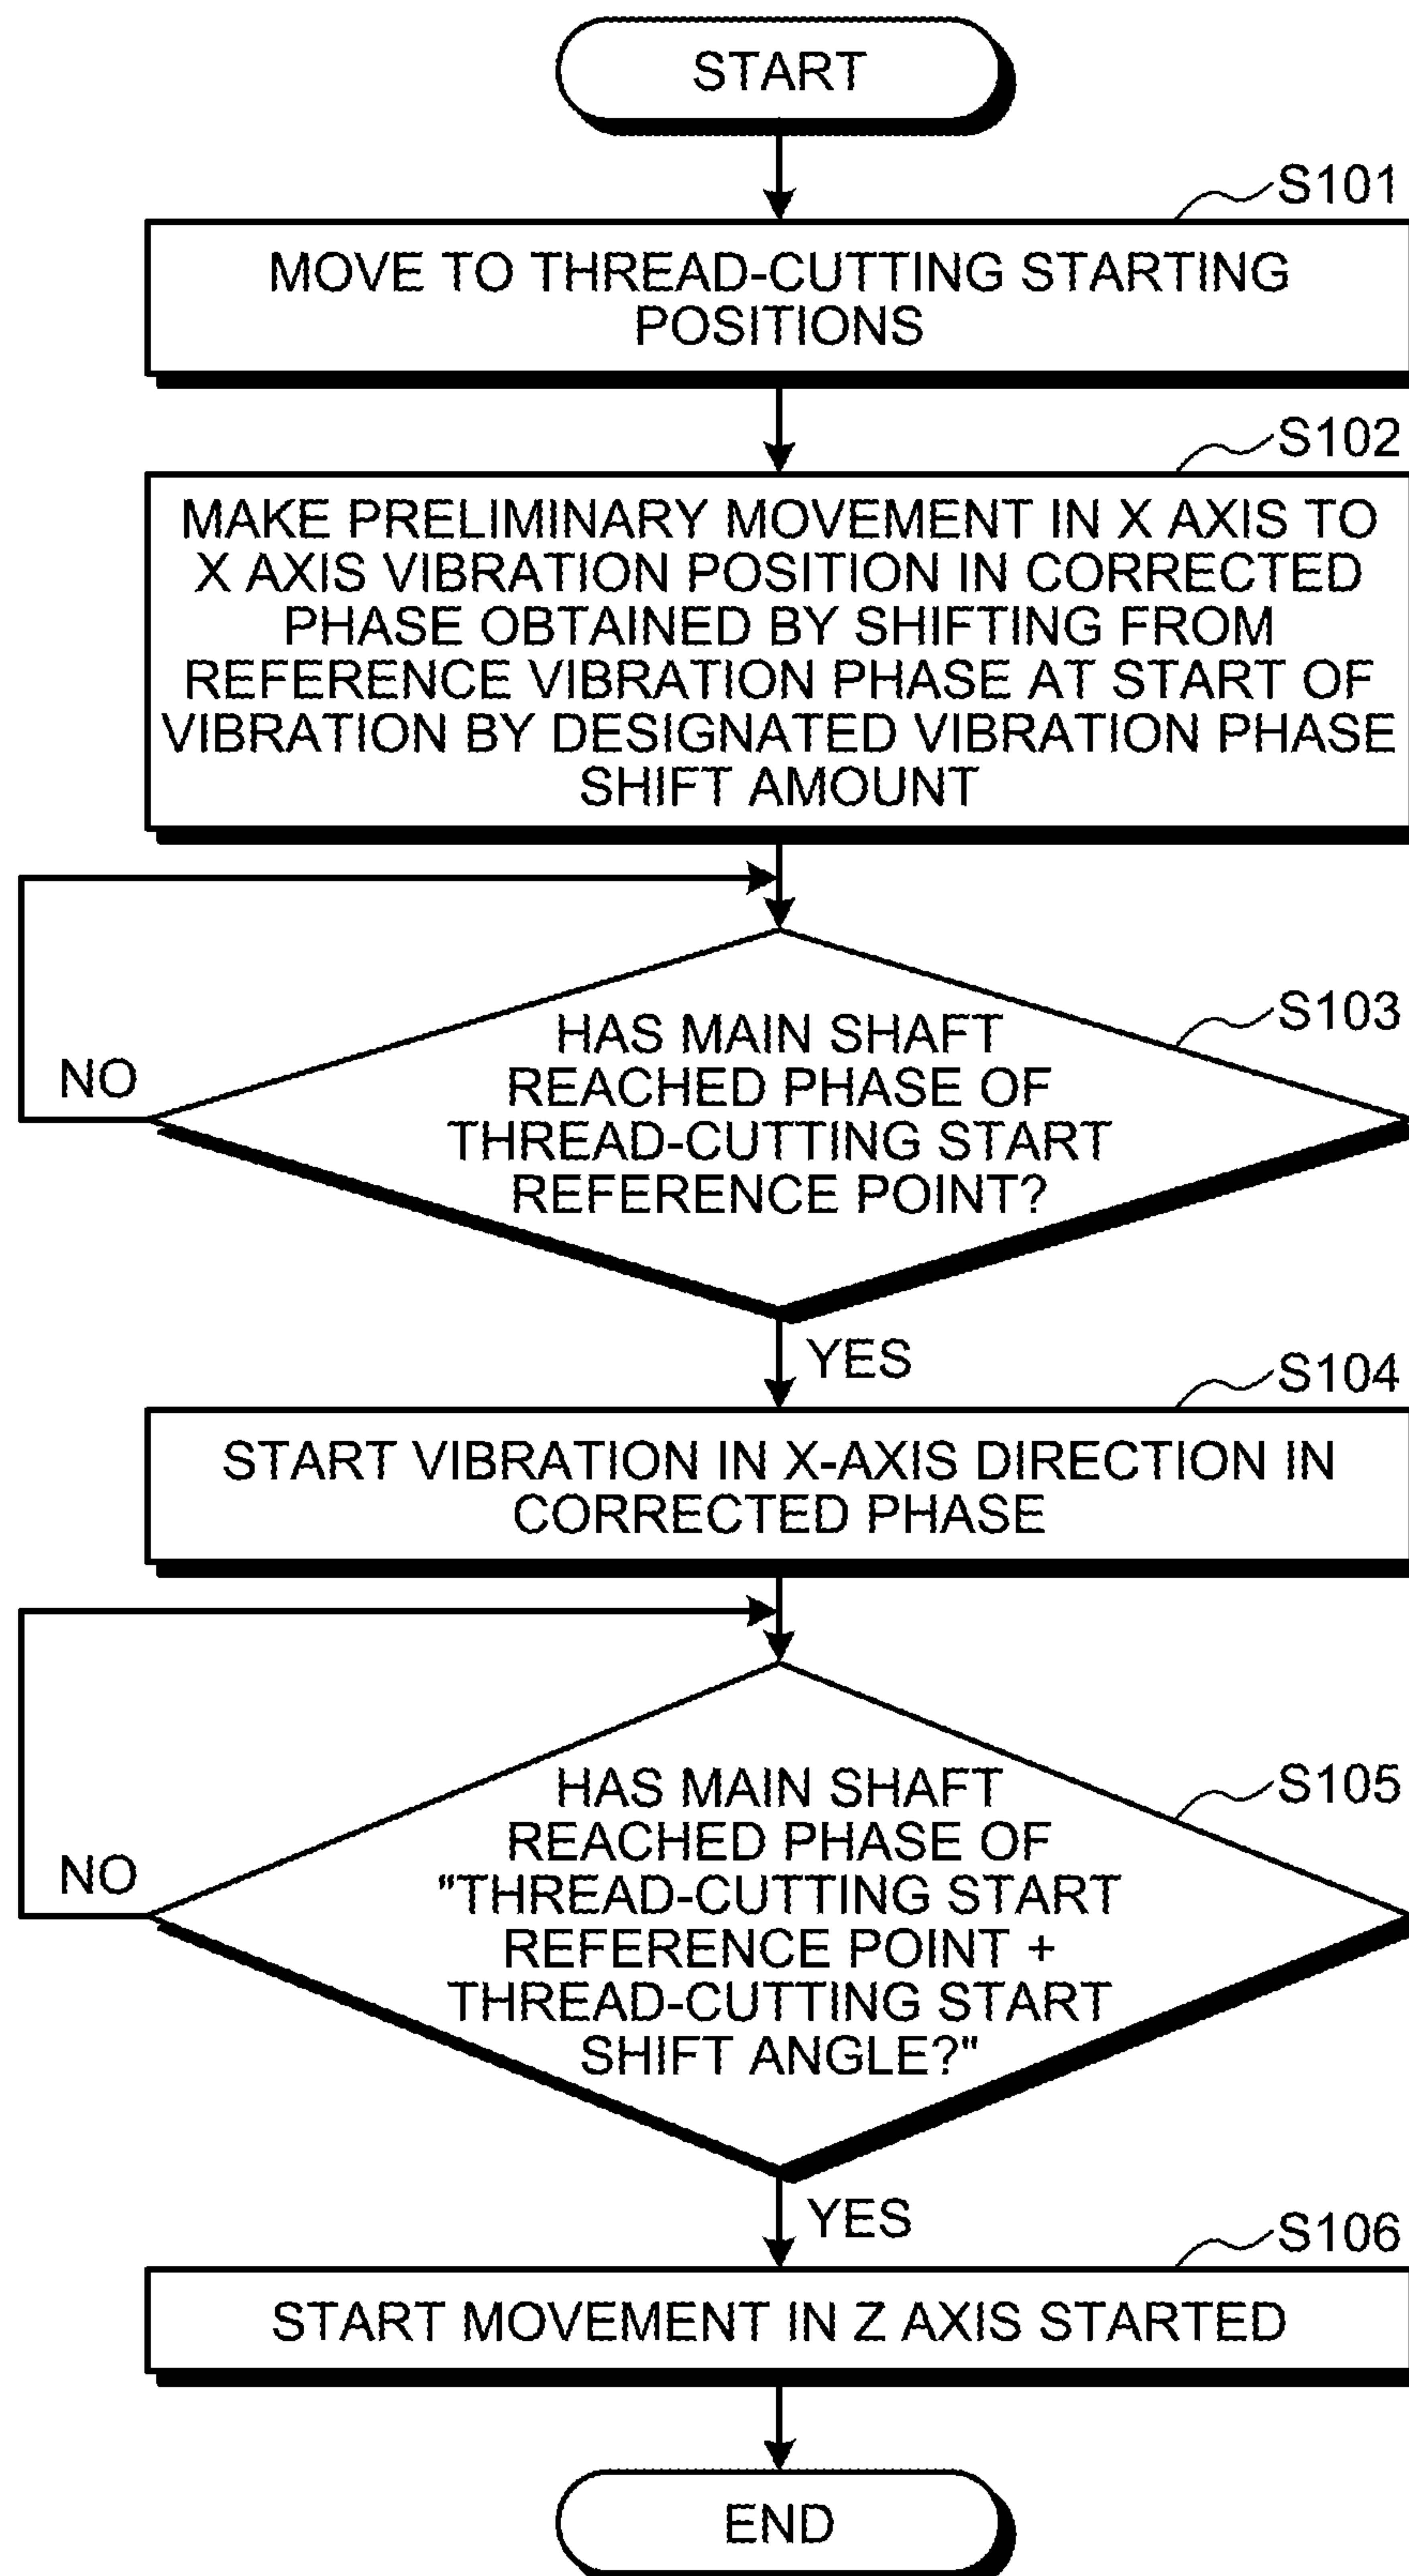 START
S101
MOVE TO THREAD-CUTTING STARTING
POSITIONS
S102
MAKE PRELIMINARY MOVEMENT IN X AXIS TO
X AXIS VIBRATION POSITION IN CORRECTED
PHASE OBTAINED BY SHIFTING FROM
REFERENCE VIBRATION PHASE AT START OF
VIBRATION BY DESIGNATED VIBRATION PHASE
SHIFT AMOUNT
S103
HAS MAIN SHAFT
REACHED PHASE OF
THREAD-CUTTING START
REFERENCE POINT?
NO
YES
S104
START VIBRATION IN X-AXIS DIRECTION IN
CORRECTED PHASE
S105
HAS MAIN SHAFT
REACHED PHASE OF
"THREAD-CUTTING START
REFERENCE POINT +
THREAD-CUTTING START
SHIFT ANGLE?"
NO
YES
S106
START MOVEMENT IN Z AXIS STARTED
END